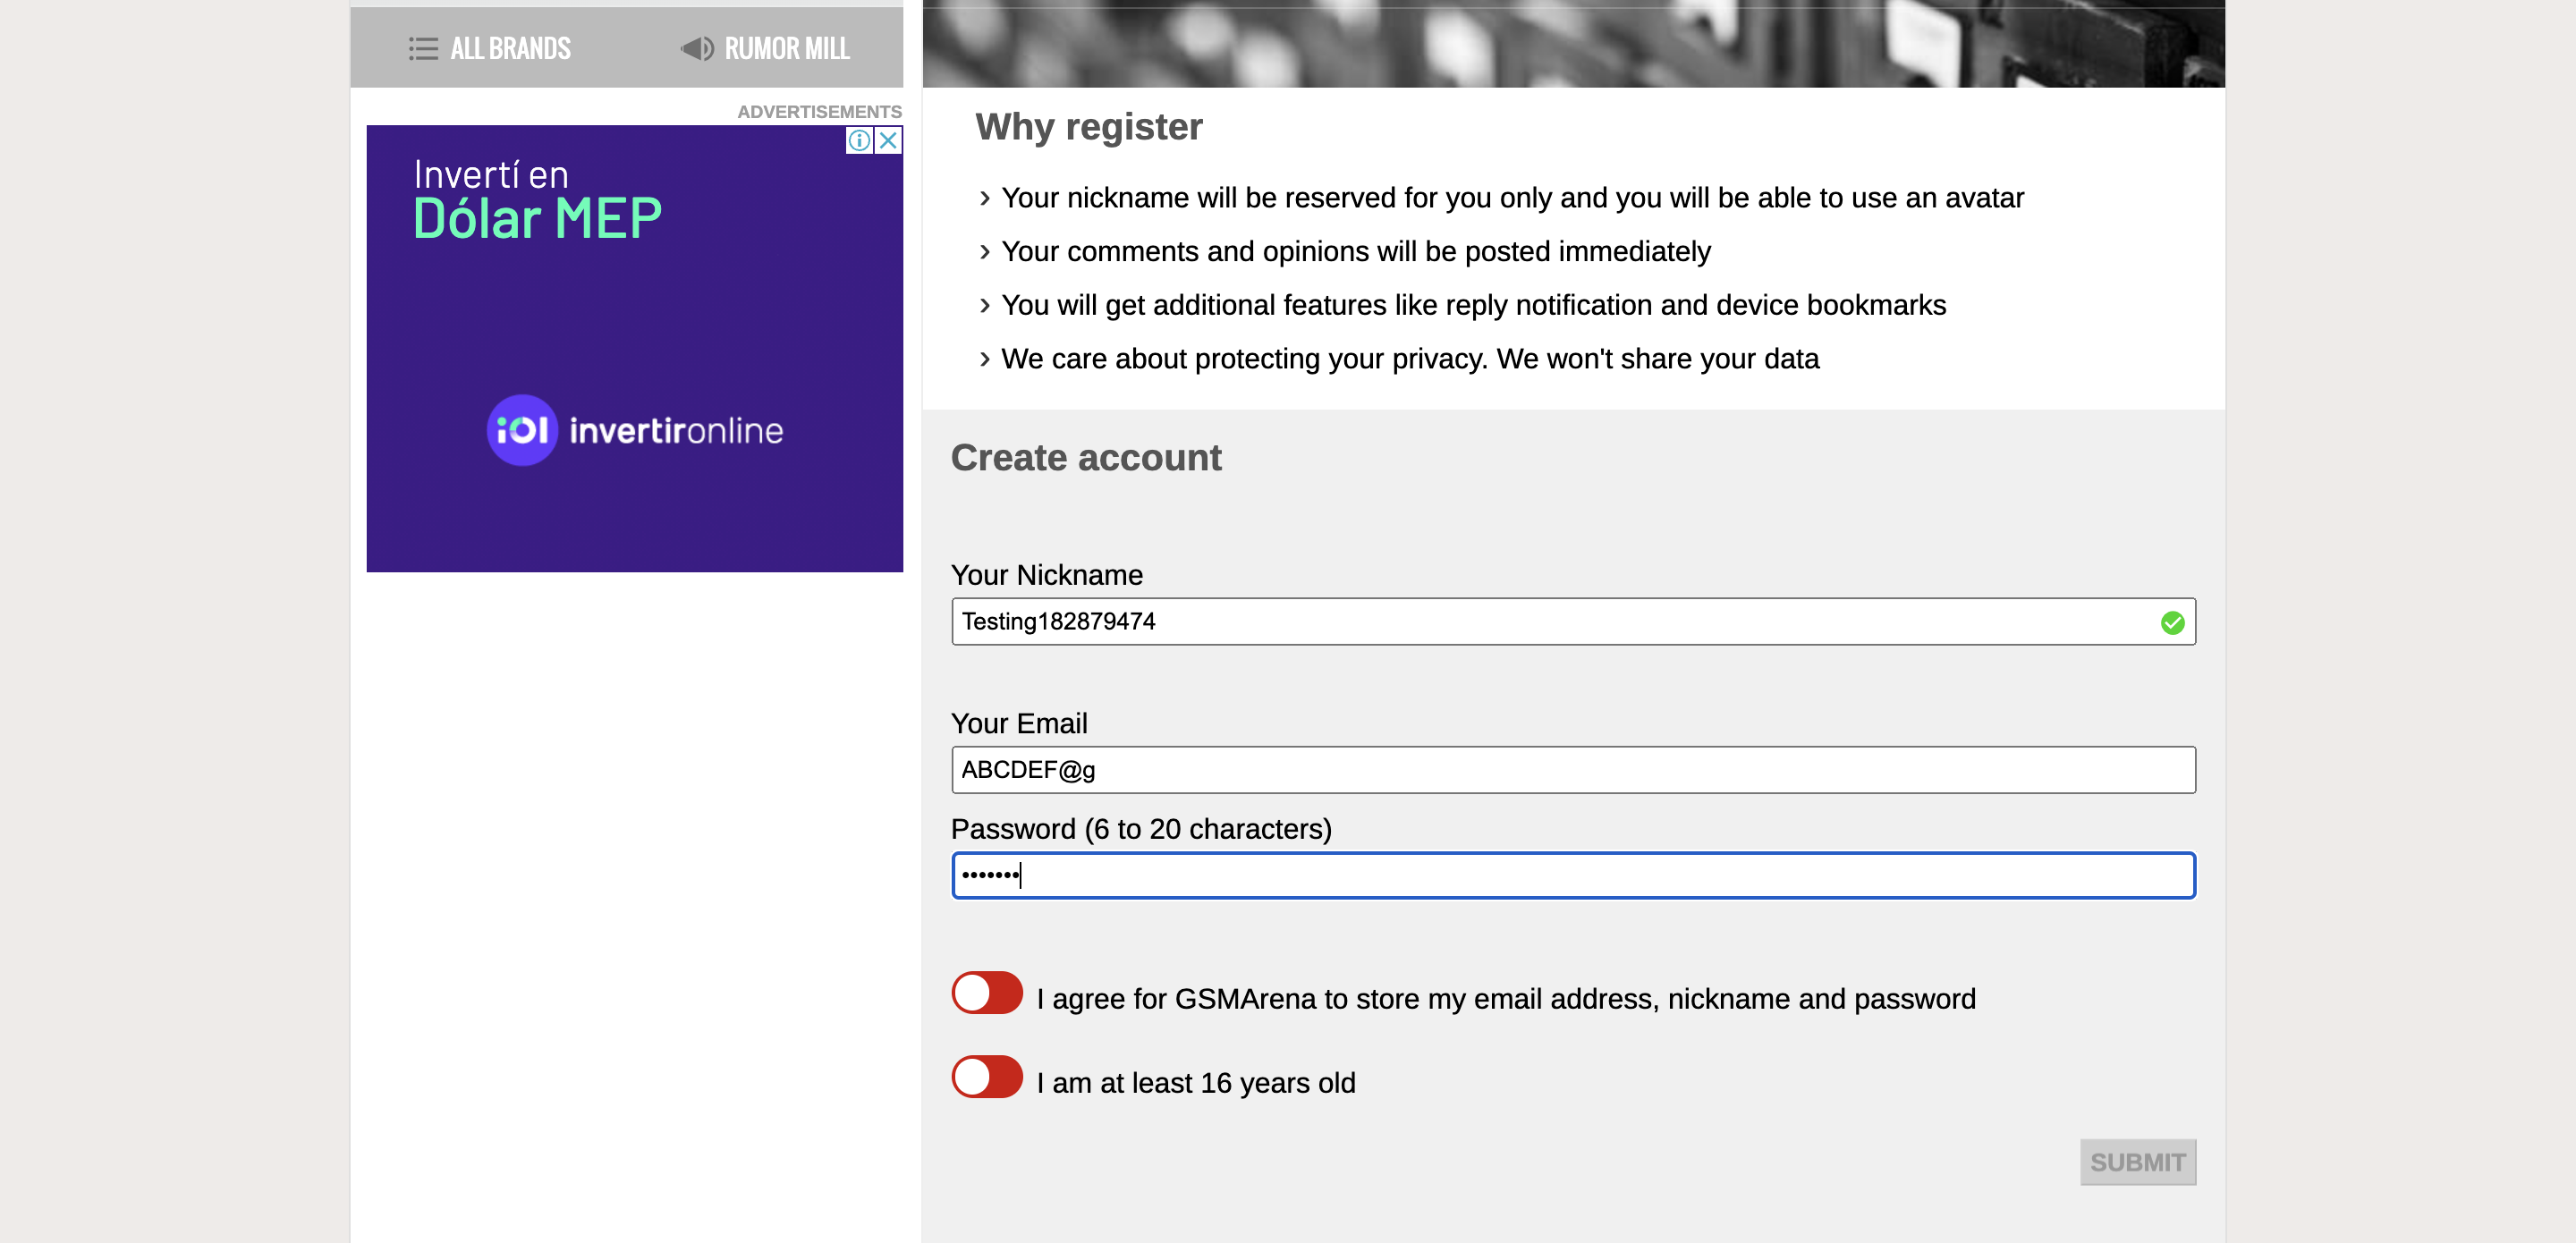 ALL BRANDS
RUMOR MILL
ADVERTISEMENTS
Invertí en
Dólar MEP
iol invertironline
Why register
› Your nickname will be reserved for you only and you will be able to use an avatar
› Your comments and opinions will be posted immediately
› You will get additional features like reply notification and device bookmarks
› We care about protecting your privacy. We won't share your data
Create account
Your Nickname
Testing182879474
Your Email
ABCDEF@g
Password (6 to 20 characters)
•••••••
I agree for GSMArena to store my email address, nickname and password
I am at least 16 years old
SUBMIT